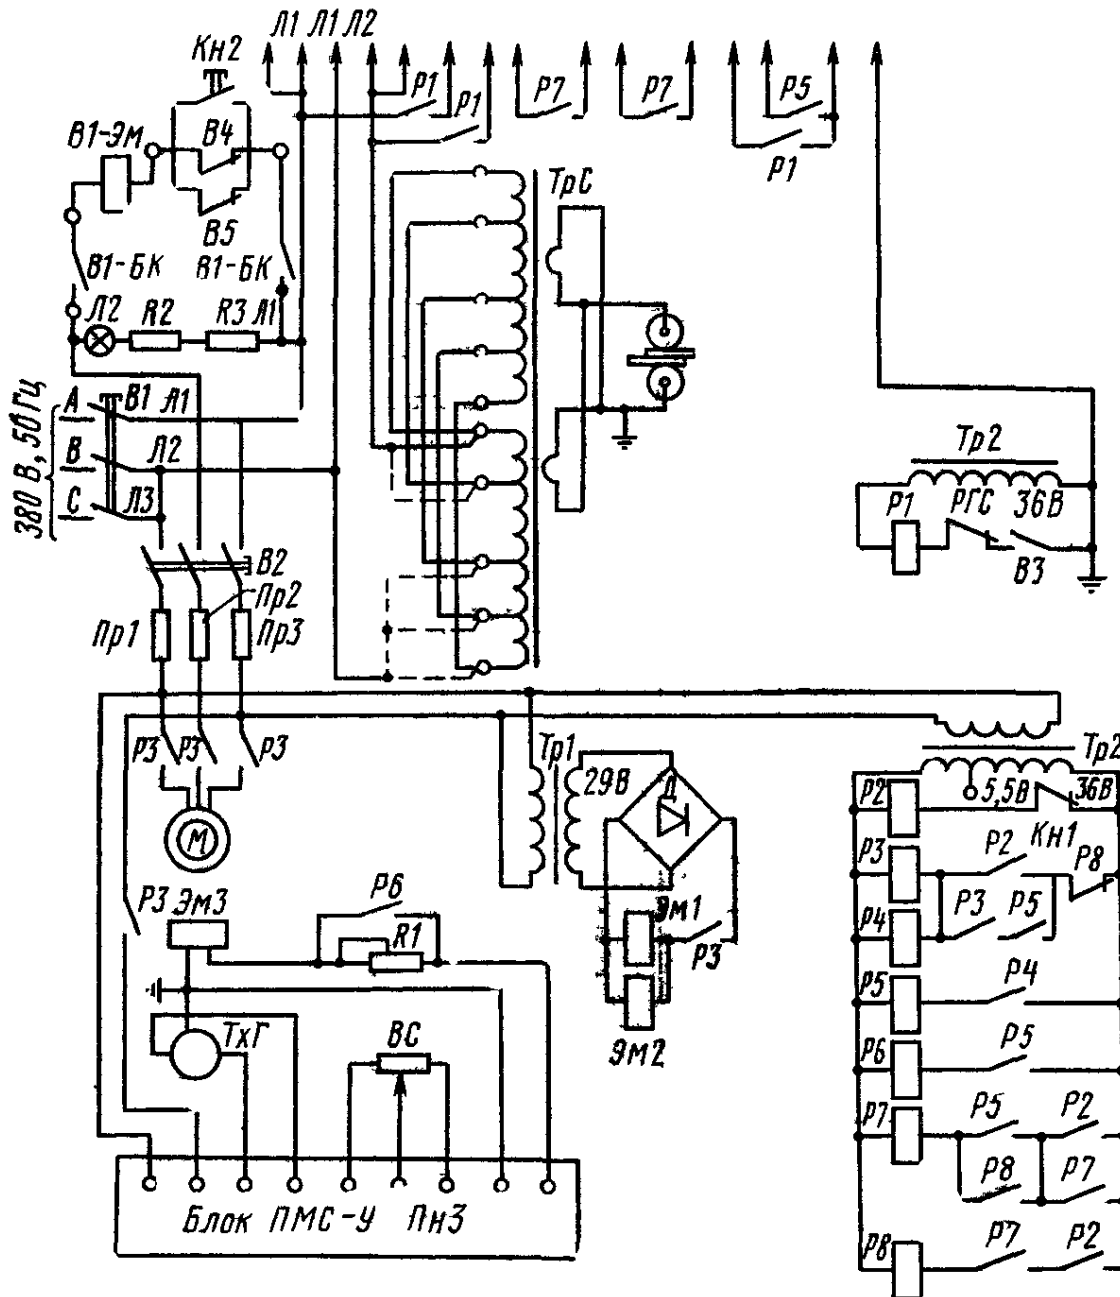 Л1 Л1 Л2
Кн2
Р1
Р1
Р7
Р7
Р5
Р1
В1-Эм
В4
В5
ТрС
В1-БК
В1-БК
Л2
R2
R3
Л1
380 В, 50 Гц
А
В1
Л1
В
Л2
С
Л3
В2
Пр1
Пр2
Пр3
Тр2
Р1
РГС
36В
В3
Р3
Р3
Р3
М
Тр1
29В
Д
Тр2
Р2
5,5В
36В
Кн1
Р3
Р2
Р8
Р4
Р3
Р5
Р3
Эм3
Р6
R1
Эм1
Р3
Эм2
Р5
Р4
Р6
Р5
ТхГ
ВС
Р7
Р5
Р2
Р8
Р7
Р8
Р7
Р2
Блок ПМС-У Пн3